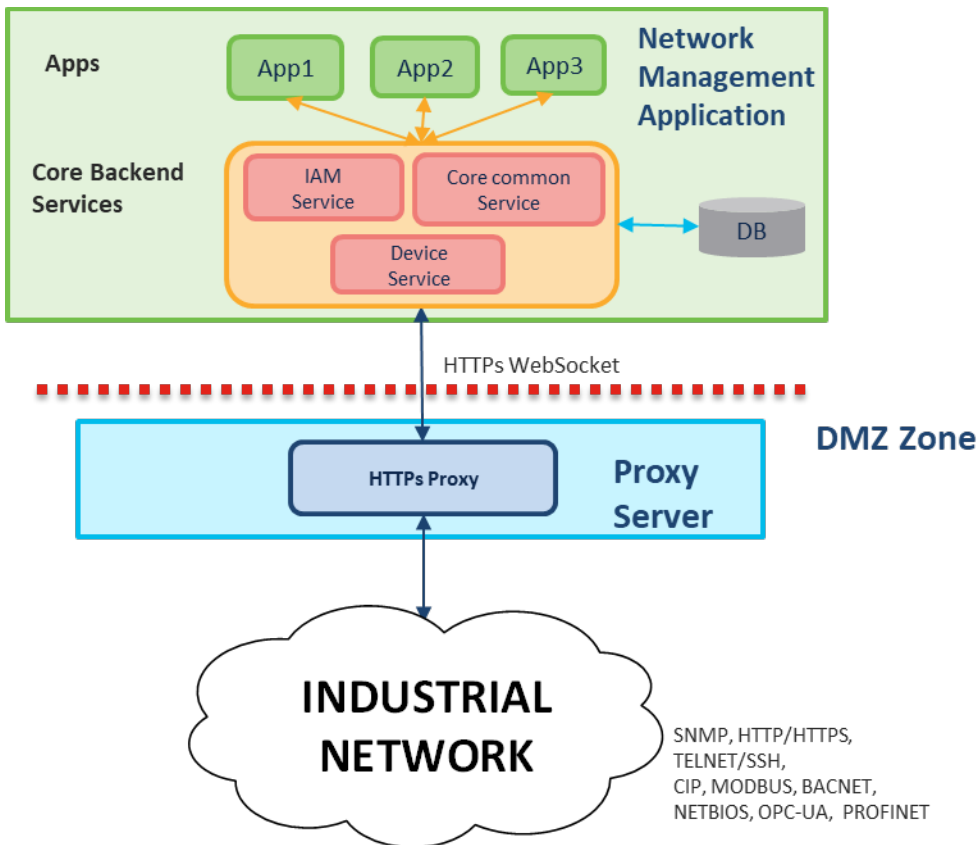 Apps
App1
App2
App3
Network
Management
Application
Core Backend
Services
IAM
Service
Core common
Service
Device
Service
DB
HTTPs WebSocket
DMZ Zone
HTTPs Proxy
Proxy
Server
INDUSTRIAL
NETWORK
SNMP, HTTP/HTTPS,
TELNET/SSH,
CIP, MODBUS, BACNET,
NETBIOS, OPC-UA, PROFINET